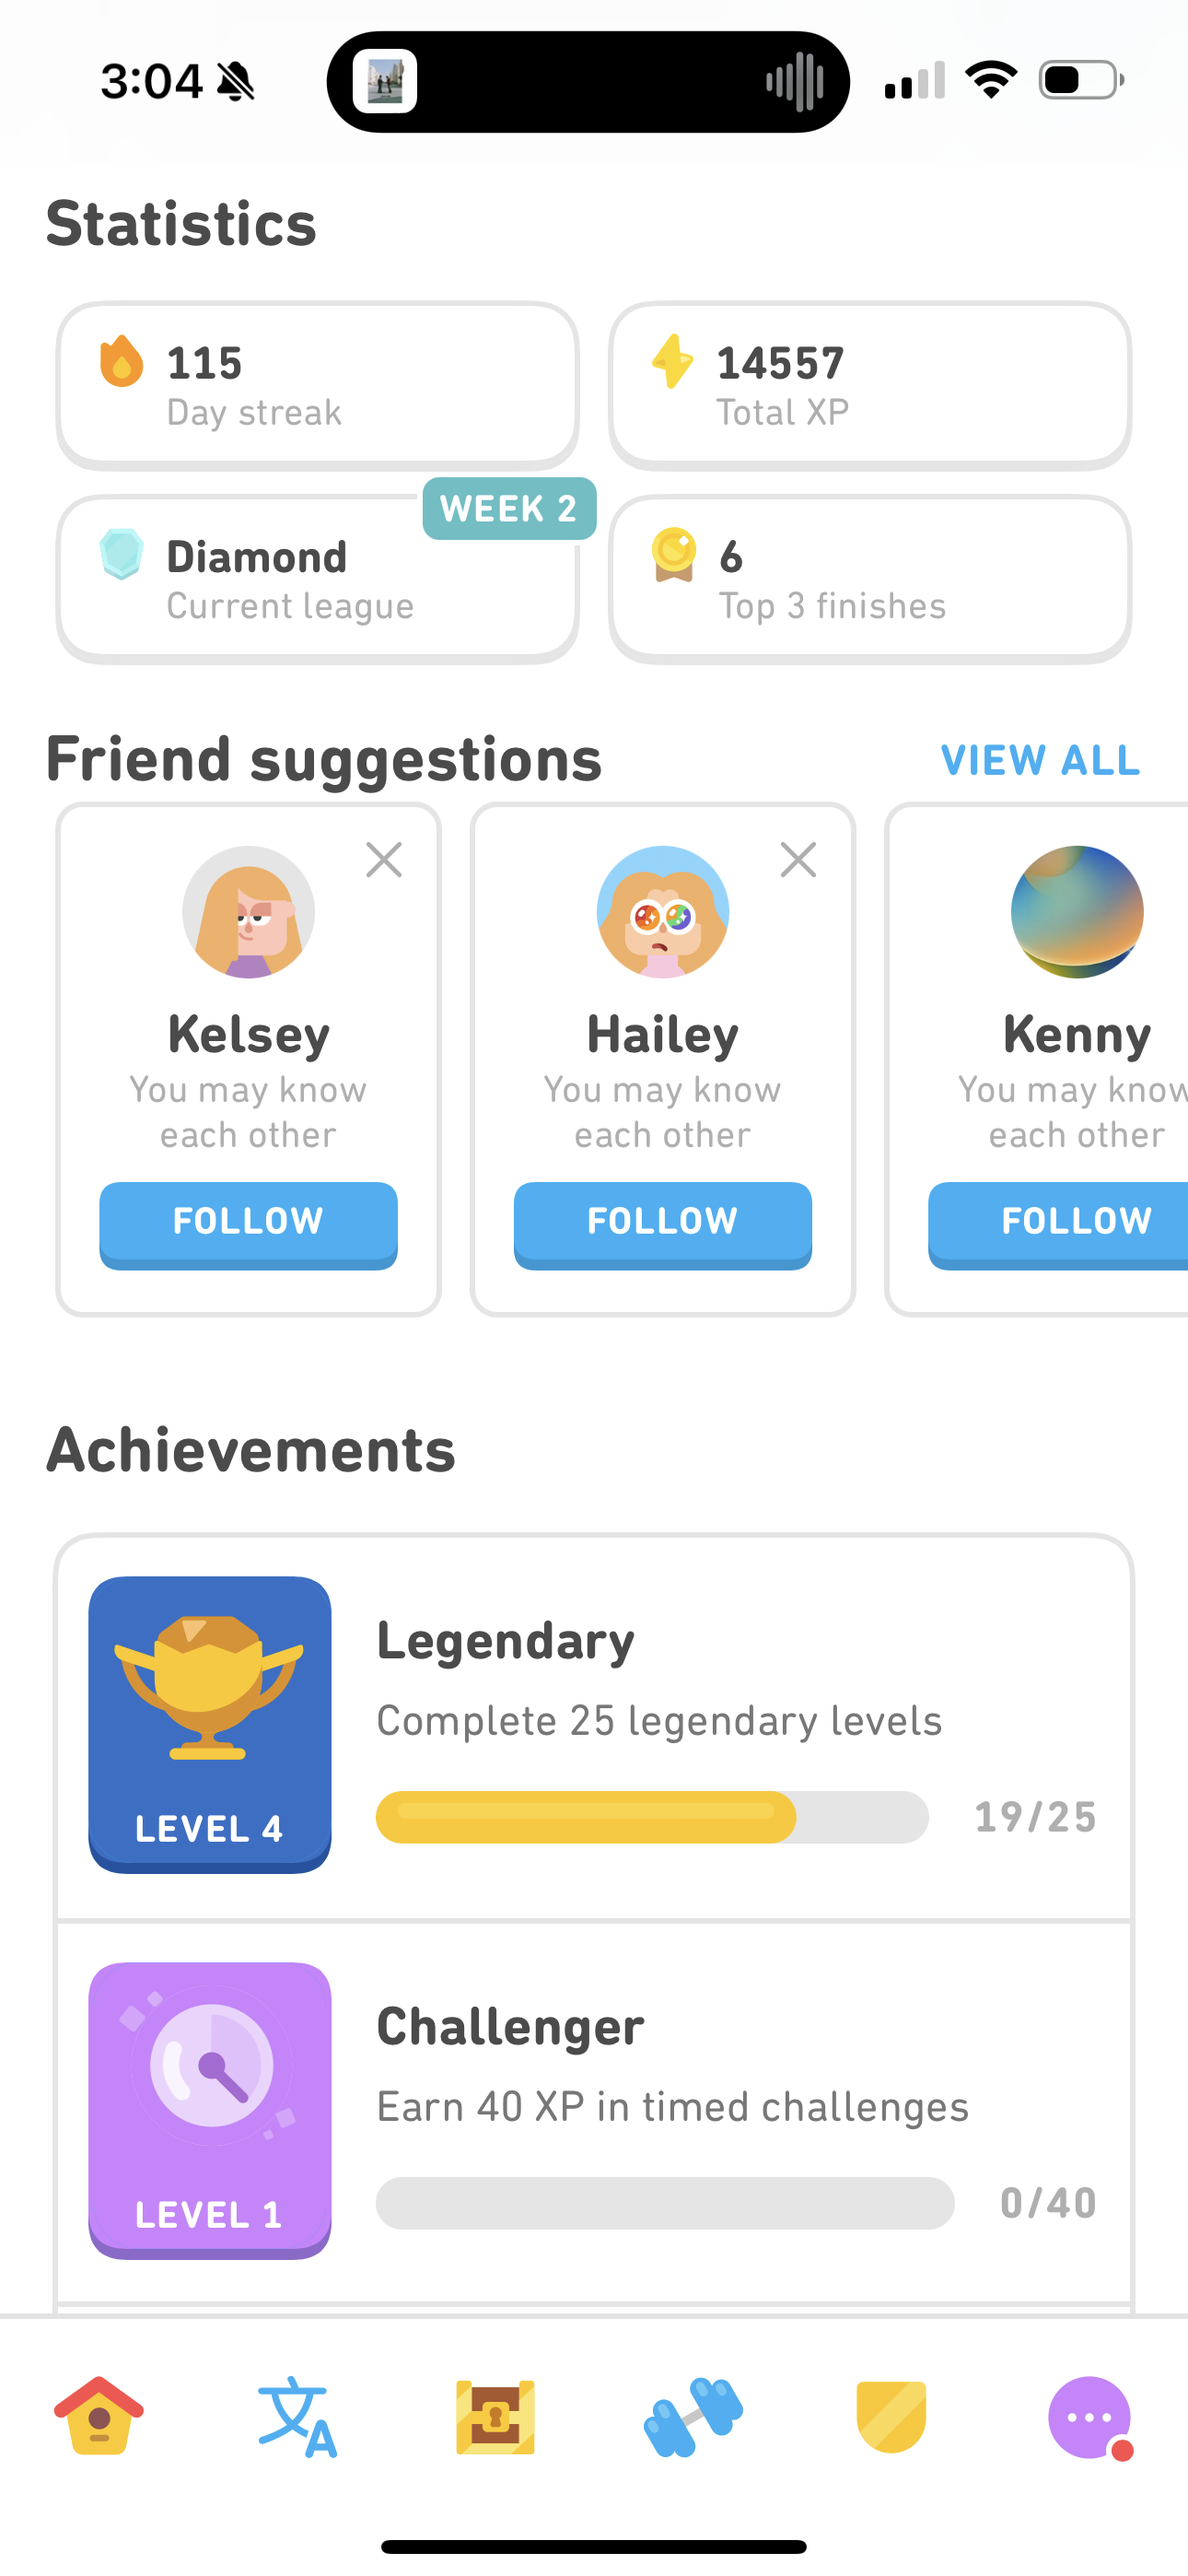 3:04
Statistics
115
Day streak
14557
Total XP
WEEK 2
Diamond
Current league
6
Top 3 finishes
Friend suggestions
VIEW ALL
Kelsey
You may know
each other
FOLLOW
Hailey
You may know
each other
FOLLOW
Kenny
You may know
each other
FOLLOW
Achievements
LEVEL 4
Legendary
Complete 25 legendary levels
19/25
LEVEL 1
Challenger
Earn 40 XP in timed challenges
0/40
文A